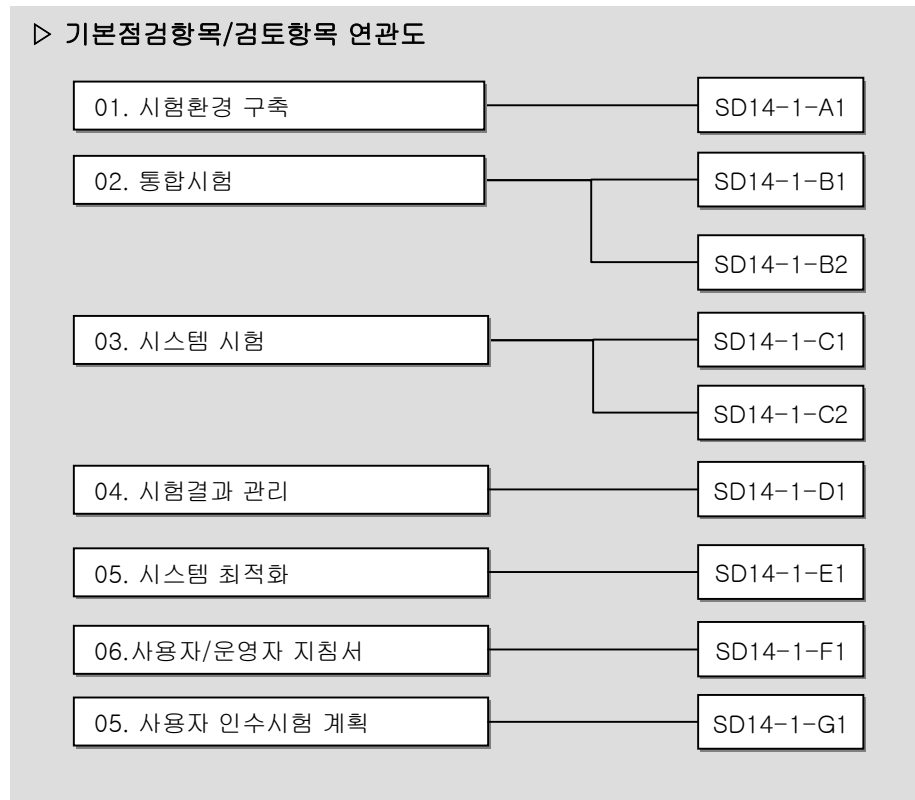 ▷ 기본점검항목/검토항목 연관도
01. 시험환경 구축
SD14-1-A1
02. 통합시험
SD14-1-B1
SD14-1-B2
03. 시스템 시험
SD14-1-C1
SD14-1-C2
04. 시험결과 관리
SD14-1-D1
05. 시스템 최적화
SD14-1-E1
06.사용자/운영자 지침서
SD14-1-F1
05. 사용자 인수시험 계획
SD14-1-G1